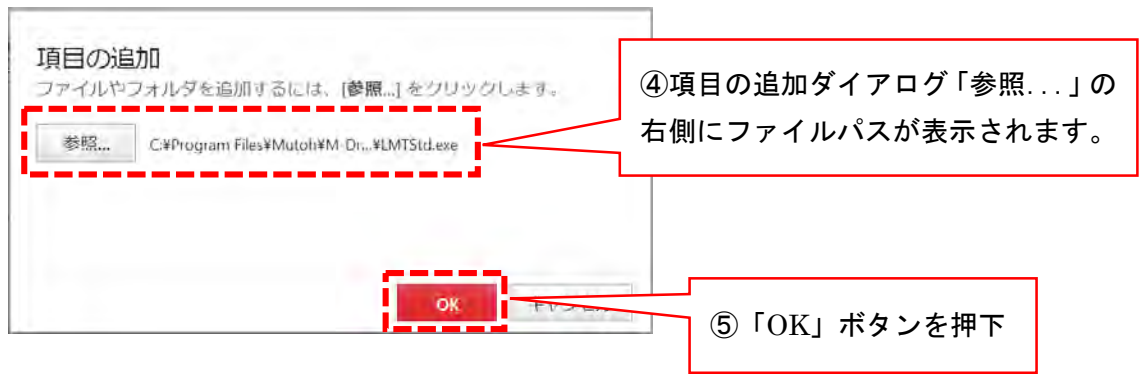 項目の追加
ファイルやフォルダを追加するには、[参照...] をクリックします。
参照... C:¥Program Files¥Mutoh¥M-Dr...¥LMTStd.exe
④項目の追加ダイアログ「参照...」の
右側にファイルパスが表示されます。
OK
⑤「OK」ボタンを押下